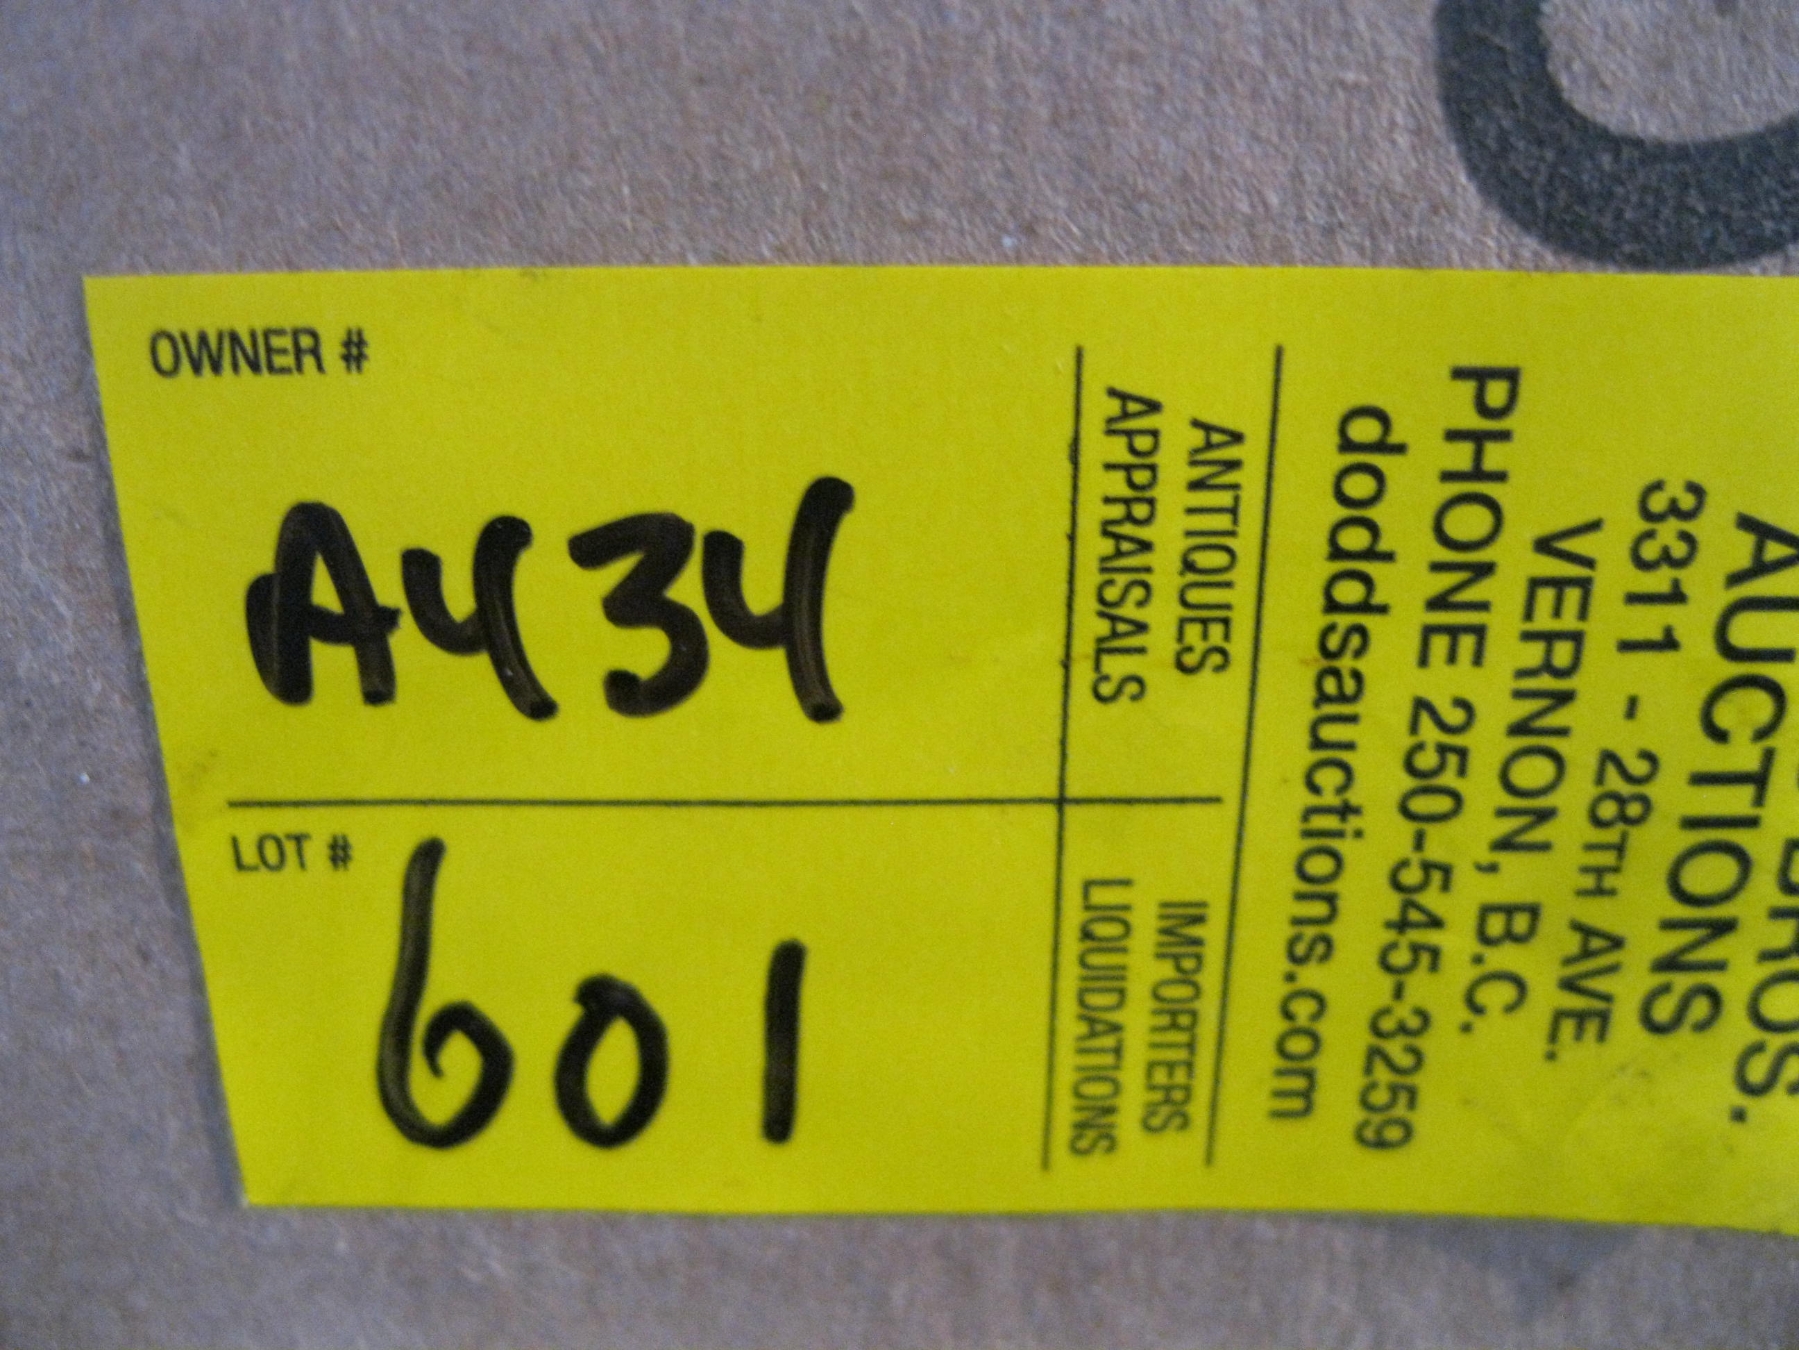 OWNER #
A434
LOT #
601
AUCTIONS
3311 - 28TH AVE.
VERNON, B.C.
PHONE 250-545-3259
doddsauctions.com
ANTIQUES
IMPORTERS
APPRAISALS
LIQUIDATIONS